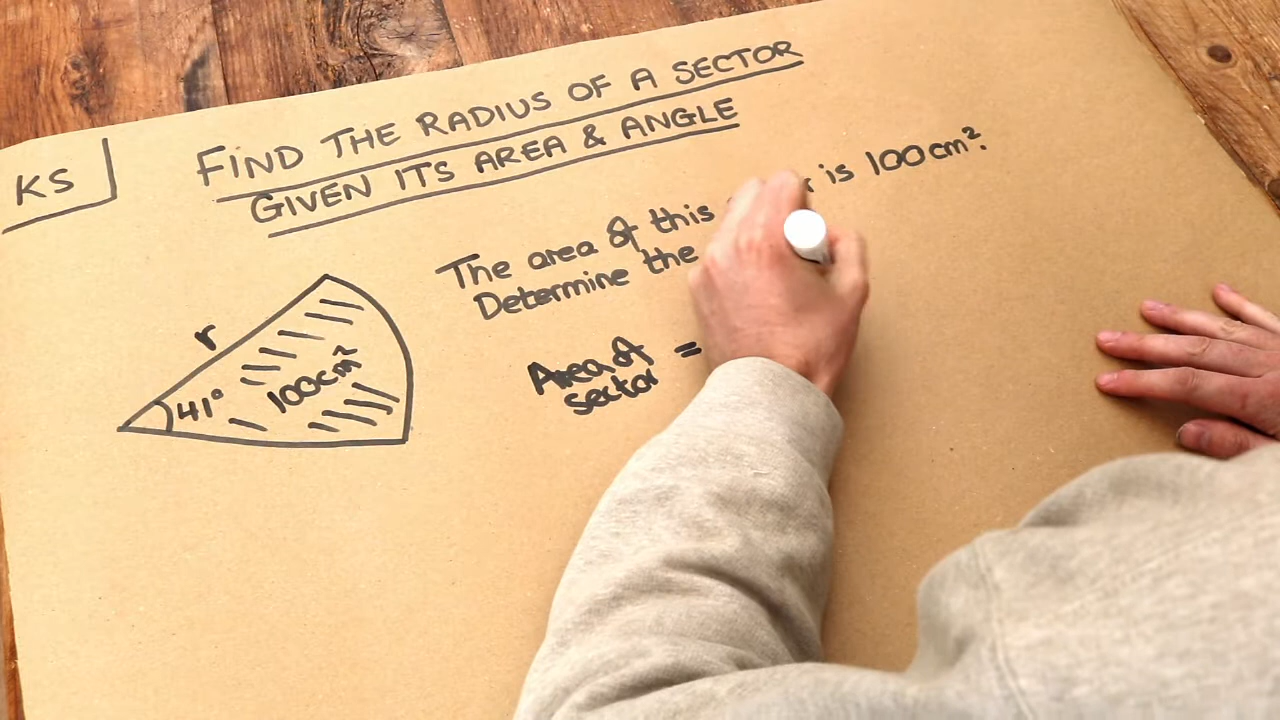 KS
FIND THE RADIUS OF A SECTOR
GIVEN ITS AREA & ANGLE
The area of this is 100cm².
Determine the
r
41°
100cm²
Area of =
sector